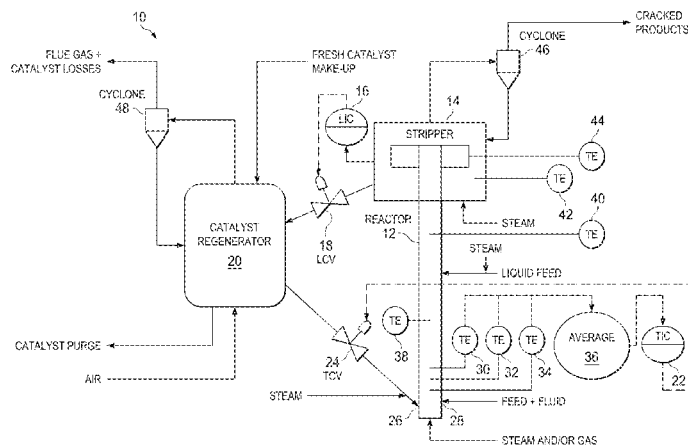 10
FLUE GAS +
CATALYST LOSSES
FRESH CATALYST
MAKE-UP
CYCLONE
46
CRACKED
PRODUCTS
CYCLONE
48
16
LIC
14
STRIPPER
44
TE
TE
42
40
TE
CATALYST
REGENERATOR
20
18
LCV
REACTOR
12
STEAM
STEAM
LIQUID FEED
TE
38
TE
30
TE
32
TE
34
AVERAGE
36
TIC
22
24
TCV
CATALYST PURGE
AIR
STEAM
26
28
FEED + FLUID
STEAM AND/OR GAS